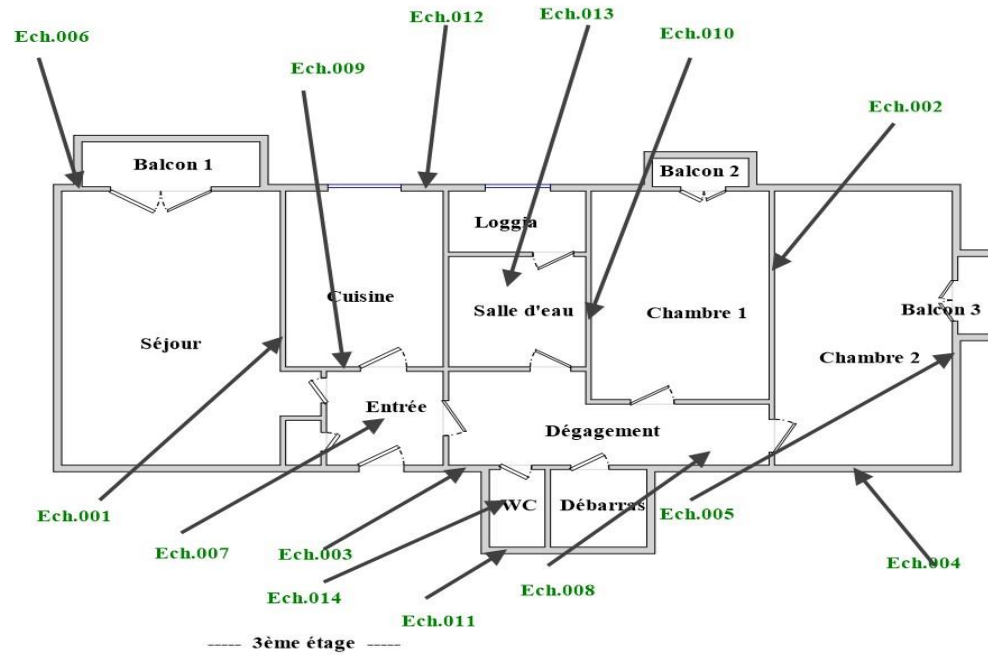 Ech.006
Ech.012
Ech.013
Ech.010
Ech.009
Ech.002
Balcon 1
Balcon 2
Loggia
Cuisine
Salle d'eau
Chambre 1
Balcon 3
Séjour
Chambre 2
Entrée
Dégagement
WC
Débarras
Ech.001
Ech.005
Ech.007
Ech.003
Ech.004
Ech.014
Ech.008
Ech.011
----- 3ème étage -----